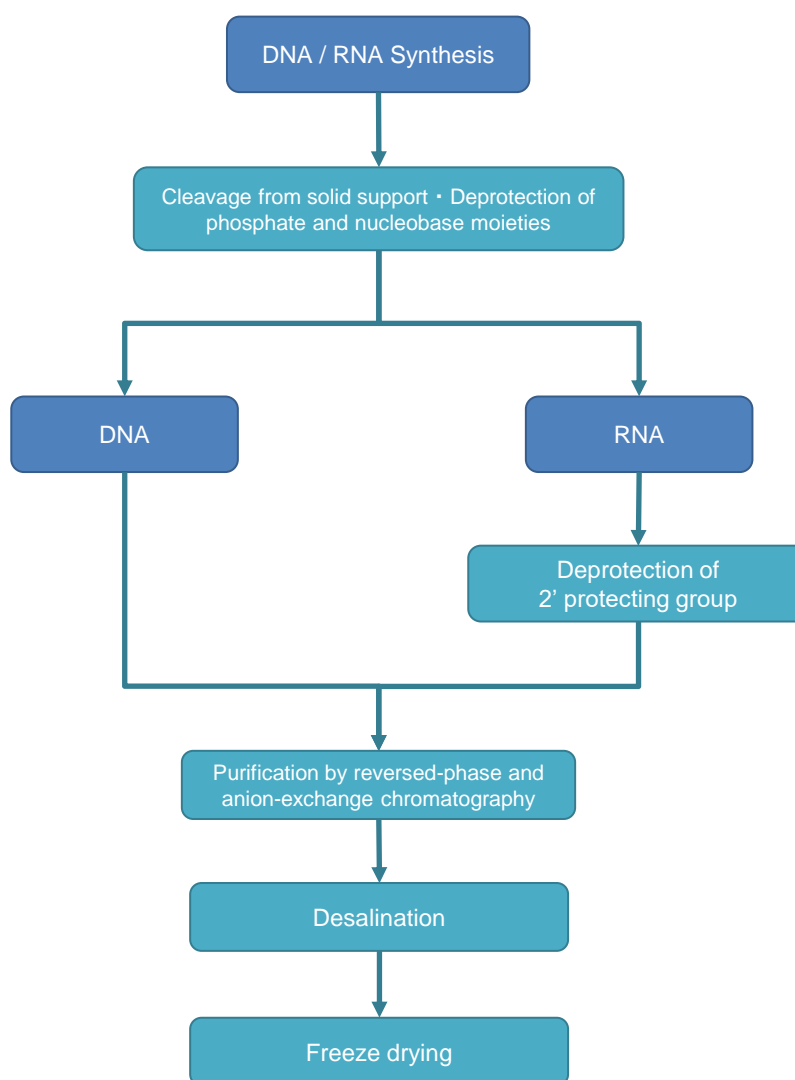 DNA / RNA Synthesis
Cleavage from solid support・Deprotection of
phosphate and nucleobase moieties
DNA
RNA
Deprotection of
2’ protecting group
Purification by reversed-phase and
anion-exchange chromatography
Desalination
Freeze drying